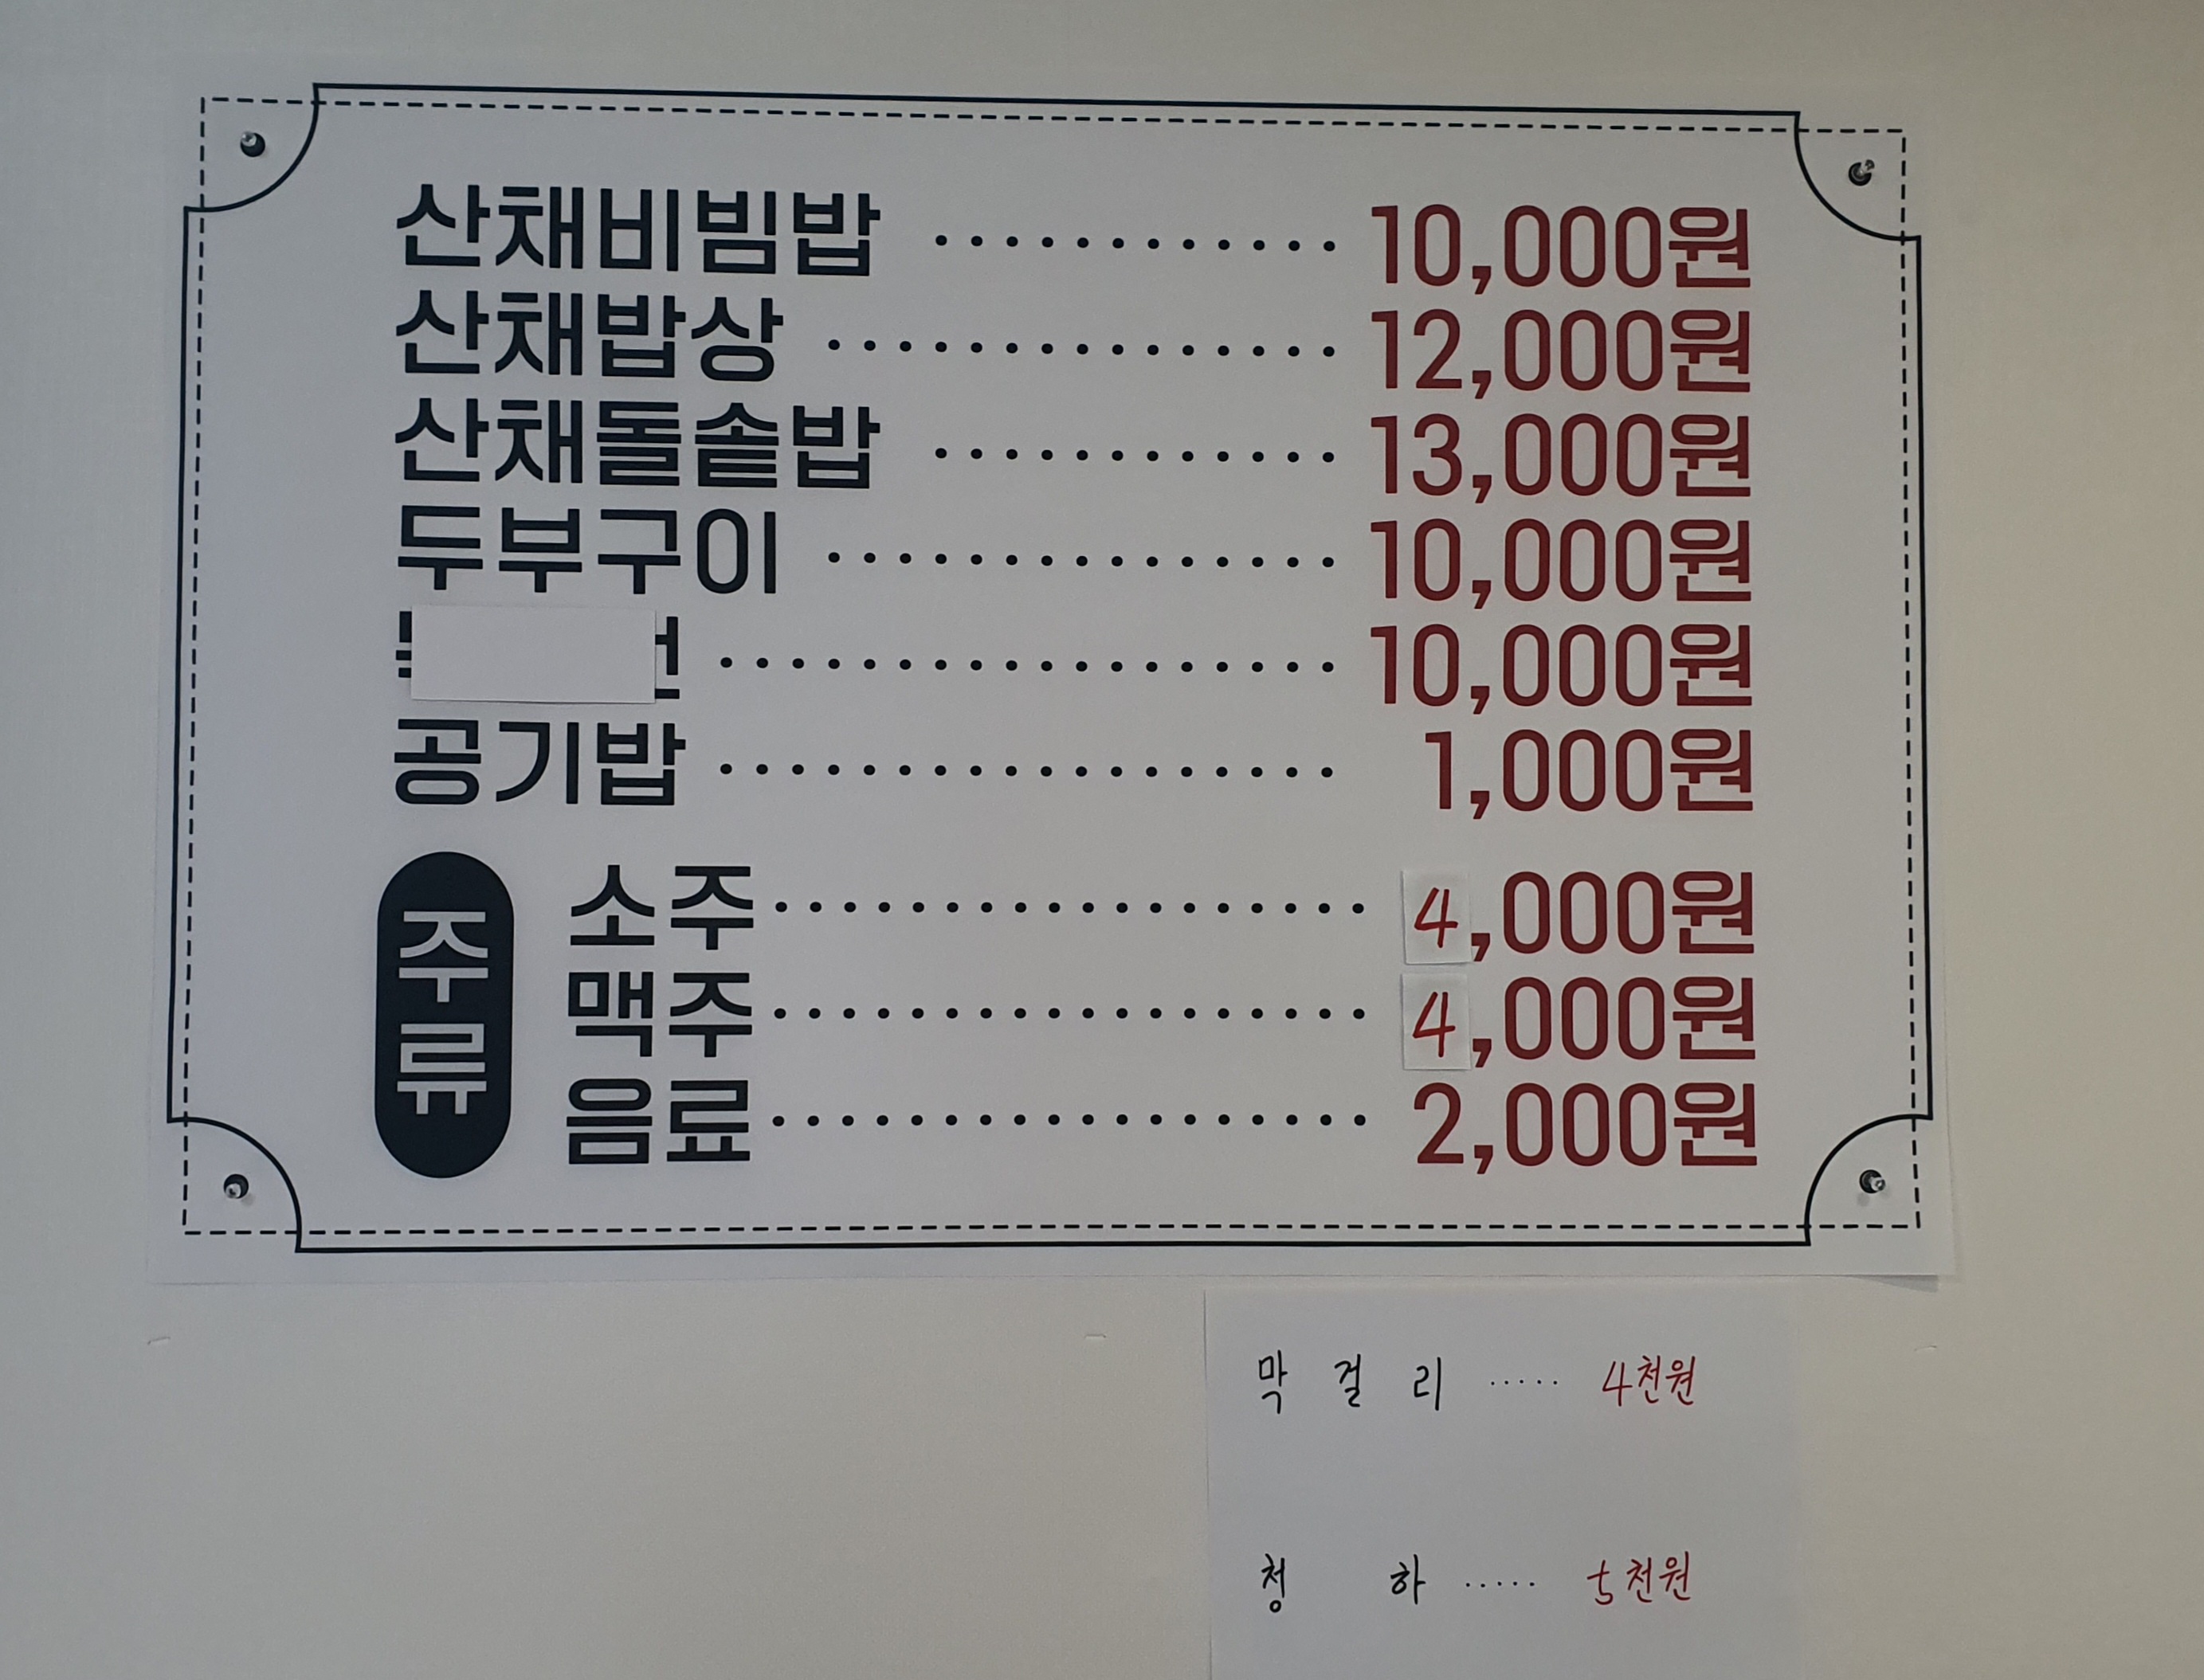 산채비빔밥 ············ 10,000원
산채밥상 ··············· 12,000원
산채돌솥밥 ············ 13,000원
두부구이 ··············· 10,000원
·················· 10,000원
공기밥 ·················· 1,000원
주류
소주 ·················· 4,000원
맥주 ·················· 4,000원
음료 ·················· 2,000원
막 걸 리 ····· 4천원
청 하 ····· 5천원